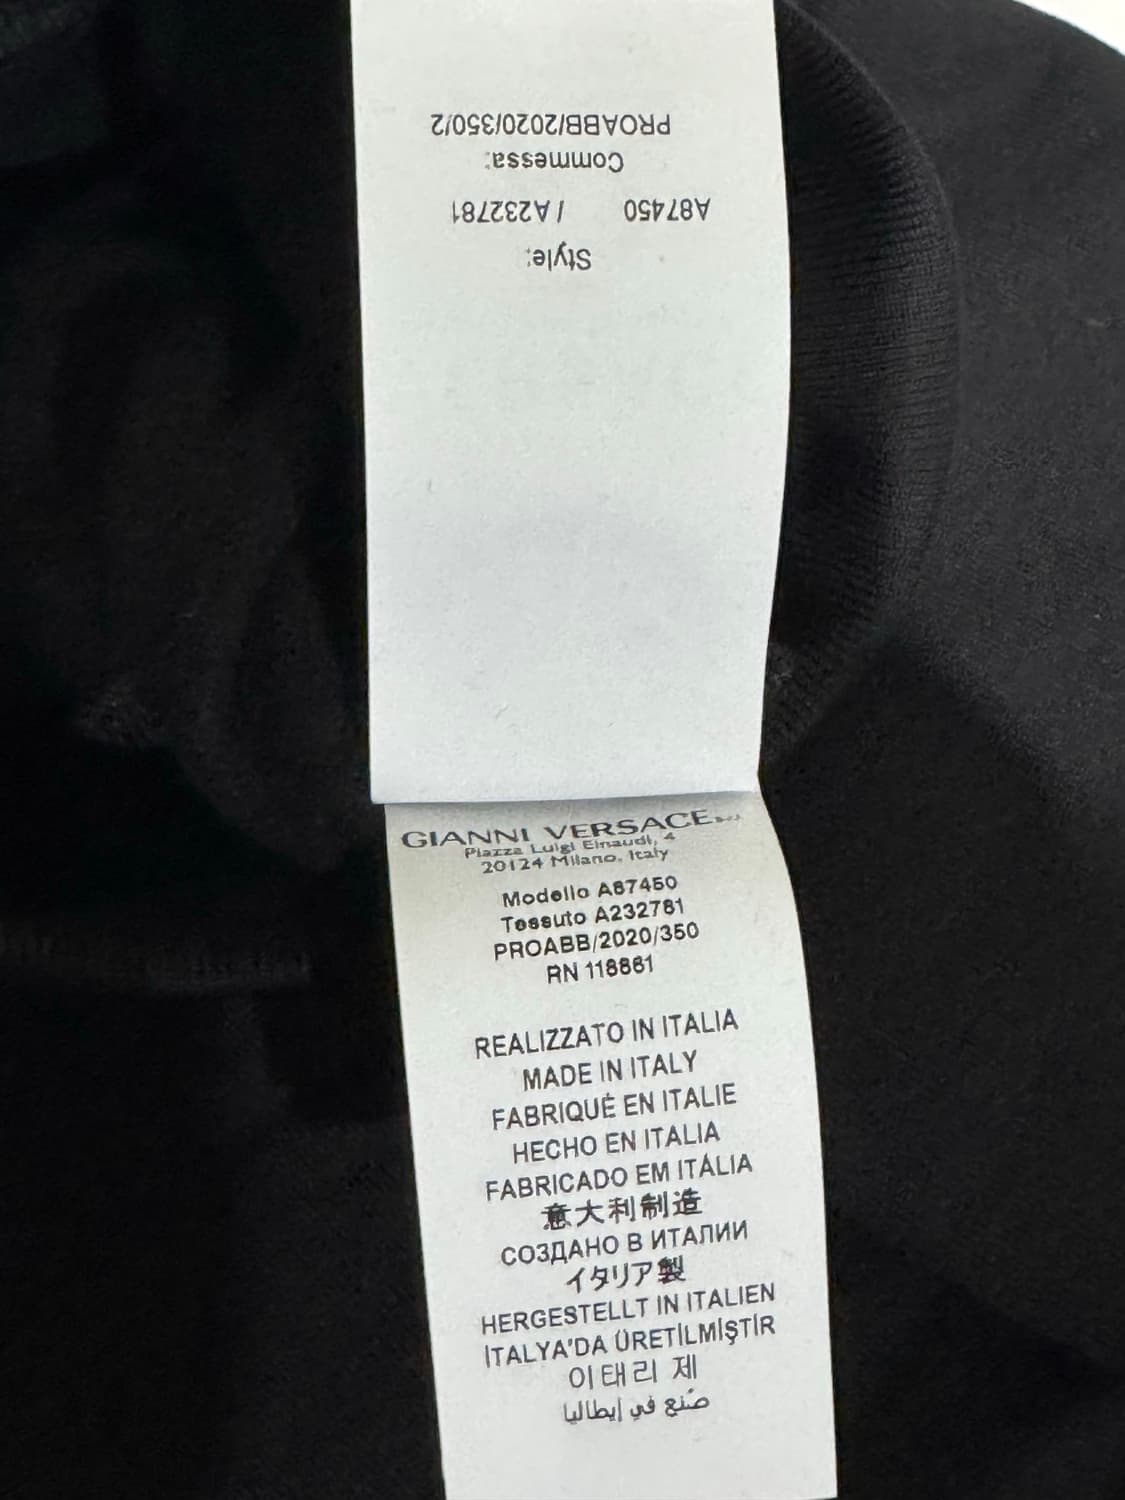 PROABB/2020/350/2
Commessa:
A87450 / A232781
Style:
GIANNI VERSACE S.r.l.
Piazza Luigi Einaudi, 4
20124 Milano, Italy
Modello A87450
Tessuto A232781
PROABB/2020/350
RN 118881
REALIZZATO IN ITALIA
MADE IN ITALY
FABRIQUÉ EN ITALIE
HECHO EN ITALIA
FABRICADO EM ITÁLIA
意大利制造
СОЗДАНО В ИТАЛИИ
イタリア製
HERGESTELLT IN ITALIEN
İTALYA'DA ÜRETİLMİŞTİR
이태리 제
صُنع في إيطاليا